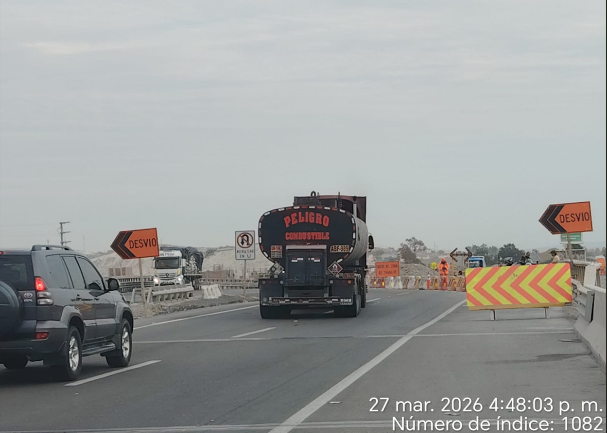 DESVIO
DESVIO
PELIGRO
COMBUSTIBLE
27 mar. 2026 4:48:03 p. m.
Número de índice: 1082